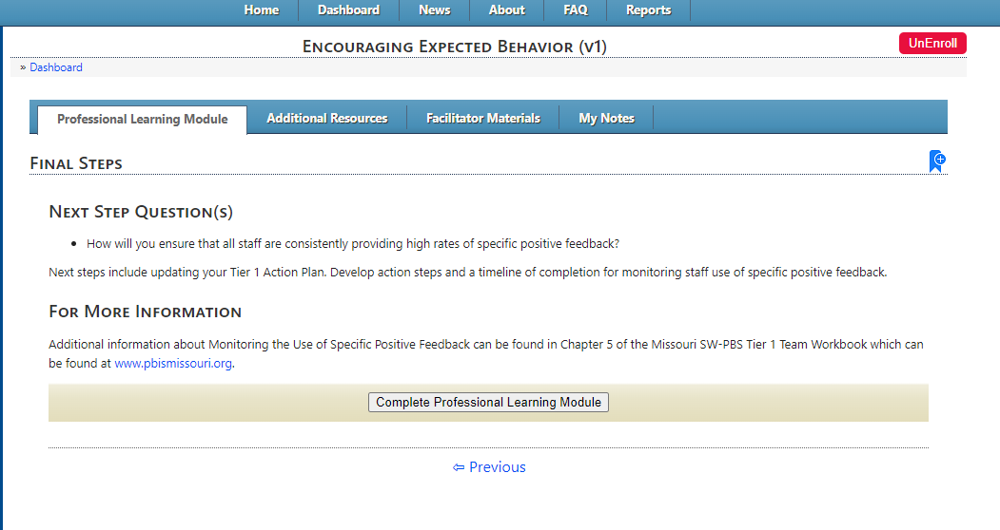 Home Dashboard News About FAQ Reports
Encouraging Expected Behavior (v1)
UnEnroll
» Dashboard
Professional Learning Module Additional Resources Facilitator Materials My Notes
Final Steps
Next Step Question(s)
• How will you ensure that all staff are consistently providing high rates of specific positive feedback?
Next steps include updating your Tier 1 Action Plan. Develop action steps and a timeline of completion for monitoring staff use of specific positive feedback.
For More Information
Additional information about Monitoring the Use of Specific Positive Feedback can be found in Chapter 5 of the Missouri SW-PBS Tier 1 Team Workbook which can
be found at www.pbismissouri.org.
Complete Professional Learning Module
⇦ Previous